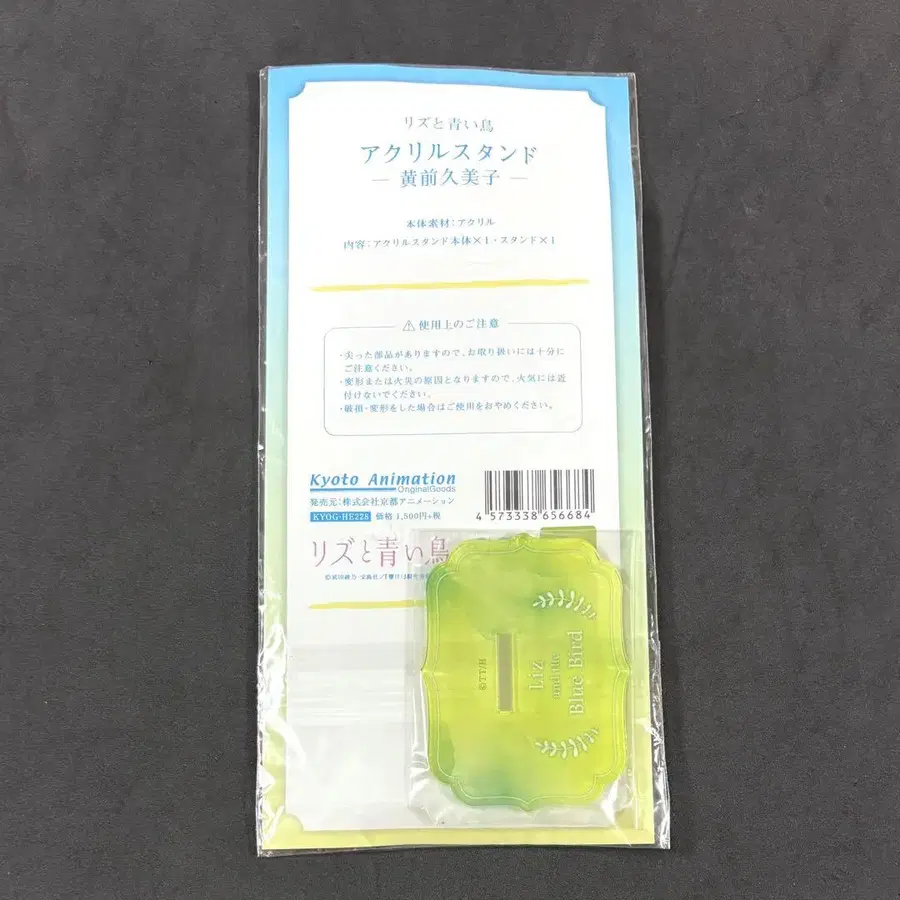 リズと青い鳥
アクリルスタンド
— 黄前久美子 —
本体素材：アクリル
内容：アクリルスタンド本体×1・スタンド×1
⚠使用上のご注意
・尖った部品がありますので、お取り扱いには十分に
ご注意ください。
・変形または火災の原因となりますので、火気には近
付けないでください。
・破損・変形をした場合はご使用をおやめください。
Kyoto Animation
OriginalGoods
発売元：株式会社京都アニメーション
KYOG-HE228 価格 1,500円+税
4 573338 656684
リズと青い鳥
©TT/H
Liz
and the
Blue Bird